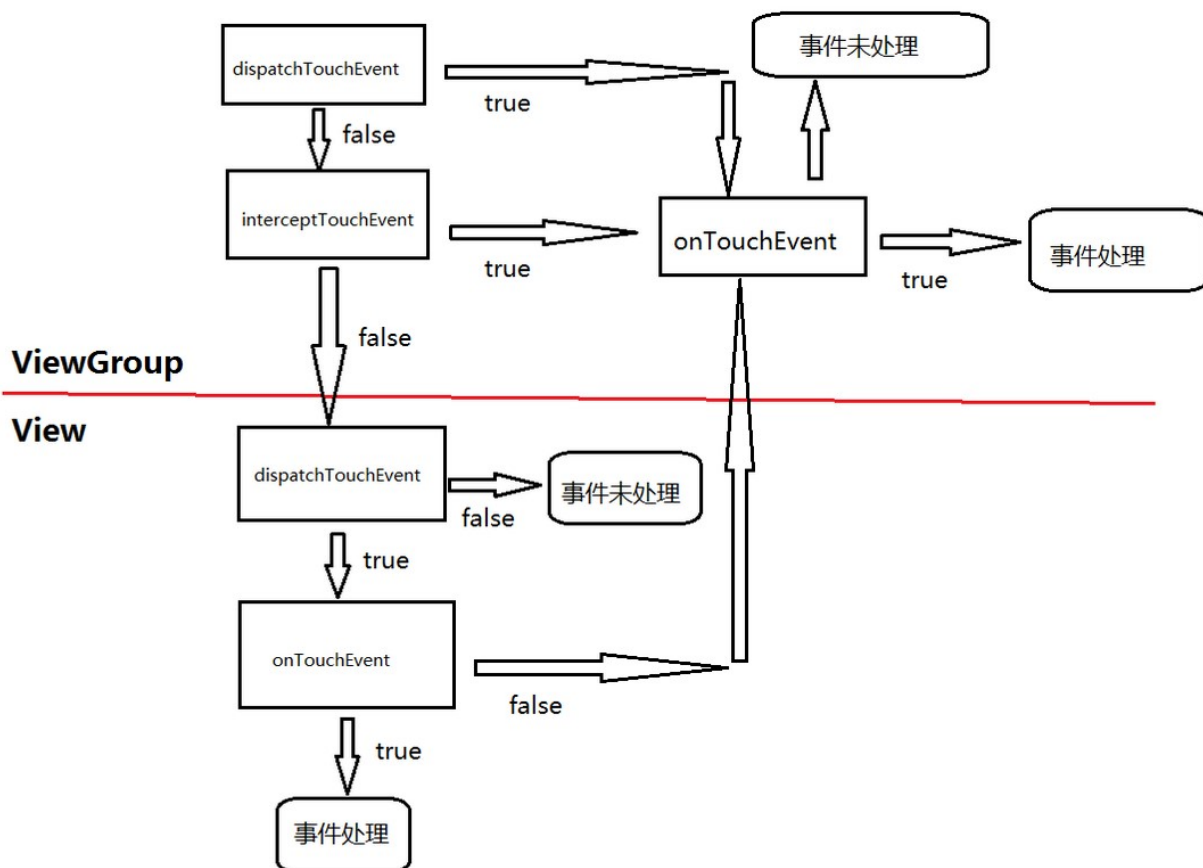 dispatchTouchEvent
事件未处理
true
false
interceptTouchEvent
onTouchEvent
事件处理
true
true
false
ViewGroup
View
dispatchTouchEvent
事件未处理
false
true
onTouchEvent
false
true
事件处理